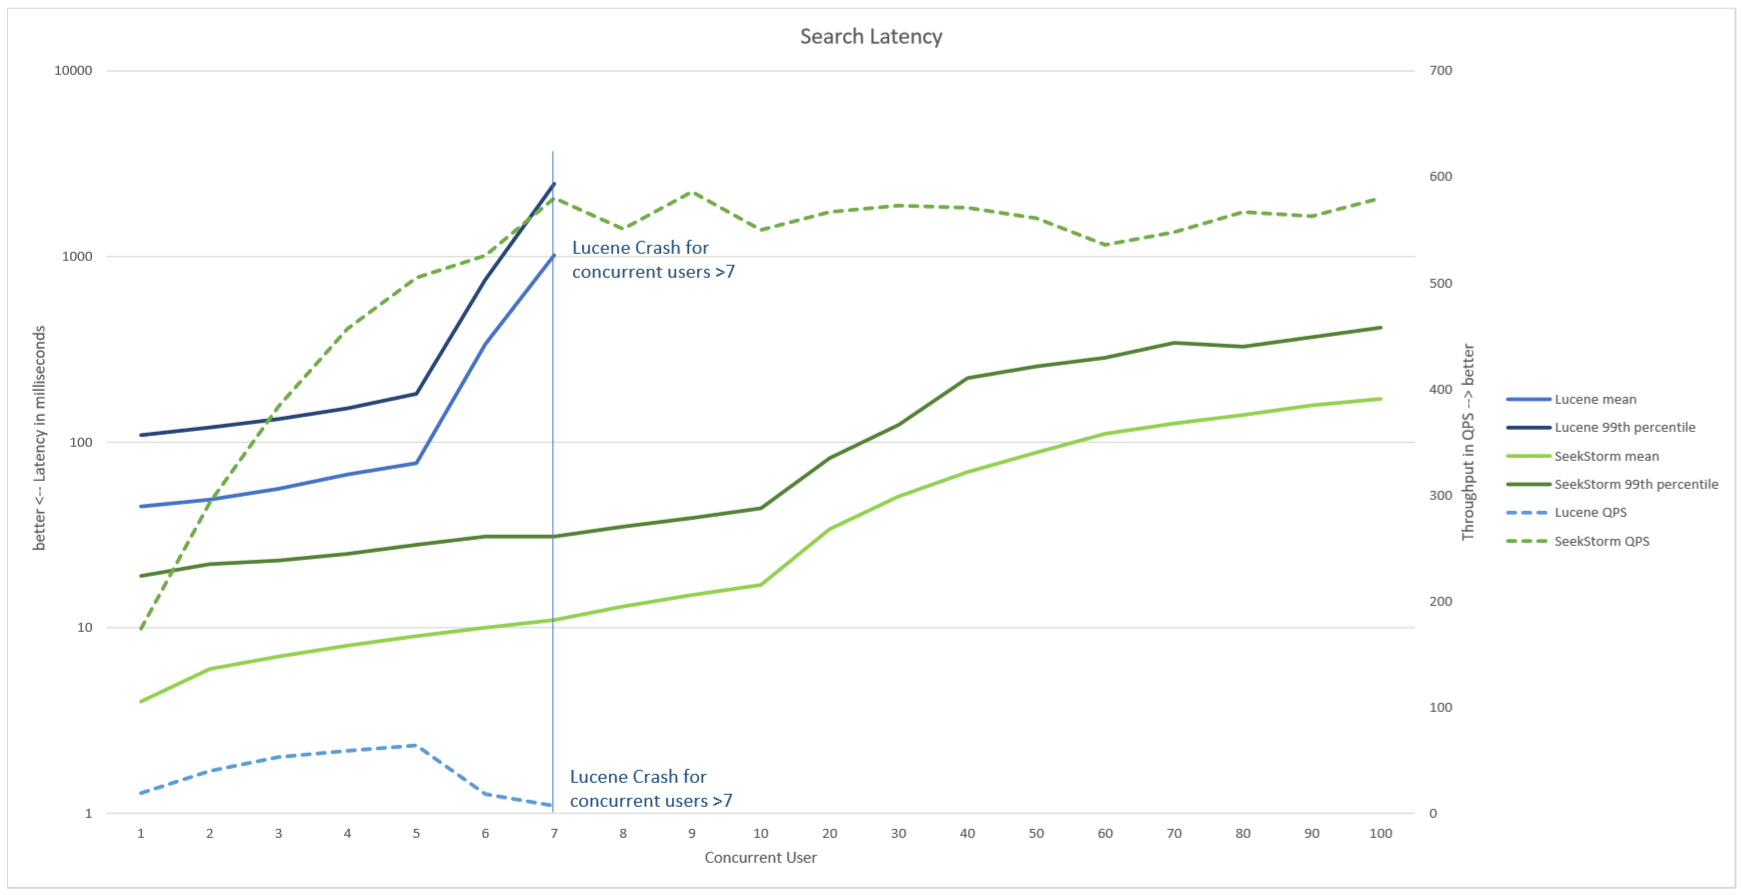 Search Latency
10000
1000
100
10
1
better <-- Latency in milliseconds
700
600
500
400
300
200
100
0
Throughput in QPS --> better
Lucene Crash for
concurrent users >7
Lucene Crash for
concurrent users >7
1 2 3 4 5 6 7 8 9 10 20 30 40 50 60 70 80 90 100
Concurrent User
Lucene mean
Lucene 99th percentile
SeekStorm mean
SeekStorm 99th percentile
Lucene QPS
SeekStorm QPS